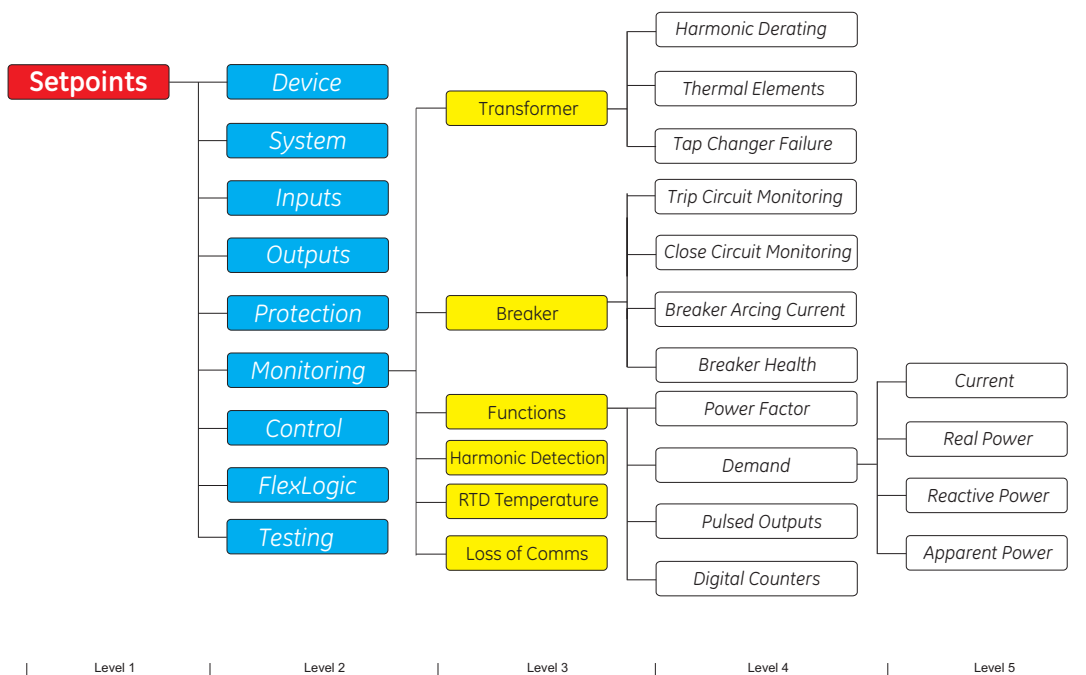 Setpoints
Device
System
Inputs
Outputs
Protection
Monitoring
Control
FlexLogic
Testing
Transformer
Breaker
Functions
Harmonic Detection
RTD Temperature
Loss of Comms
Harmonic Derating
Thermal Elements
Tap Changer Failure
Trip Circuit Monitoring
Close Circuit Monitoring
Breaker Arcing Current
Breaker Health
Power Factor
Demand
Pulsed Outputs
Digital Counters
Current
Real Power
Reactive Power
Apparent Power
| Level 1 | Level 2 | Level 3 | Level 4 | Level 5